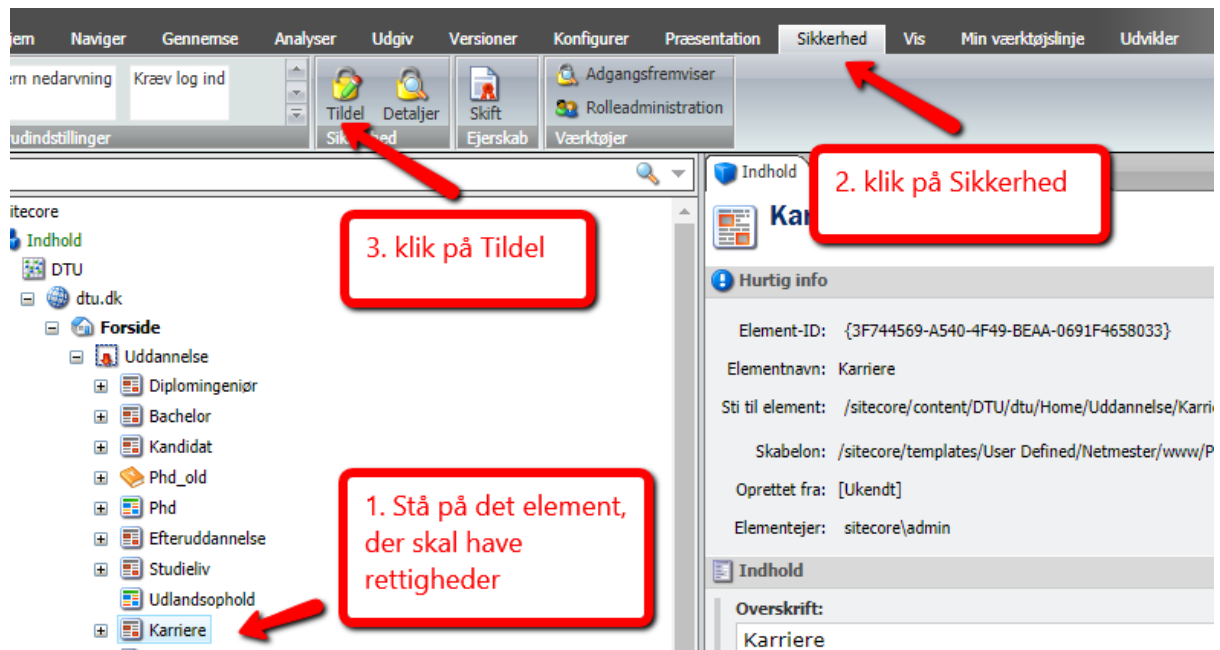 Naviger Gennemse Analyser Udgiv Versioner Konfigurer Præsentation Sikkerhed Vis Min værktøjslinje Udvikler
nedarvning Kræv log ind
Tildel Detaljer Skift
Adgangsfremviser
Rolleadministration
Ejerskab Værktøjer
2. klik på Sikkerhed
3. klik på Tildel
Indhold
DTU
dtu.dk
Forside
Uddannelse
Diplomingeniør
Bachelor
Kandidat
Phd_old
Phd
Efteruddannelse
Studieliv
Udlandsophold
Karriere
1. Stå på det element,
der skal have
rettigheder
Indhold
Hurtig info
Element-ID: {3F744569-A540-4F49-BEAA-0691F4658033}
Elementnavn: Karriere
Sti til element: /sitecore/content/DTU/dtu/Home/Uddannelse/Karri
Skabelon: /sitecore/templates/User Defined/Netmester/www/P
Oprettet fra: [Ukendt]
Elementejer: sitecore\admin
Indhold
Overskrift:
Karriere